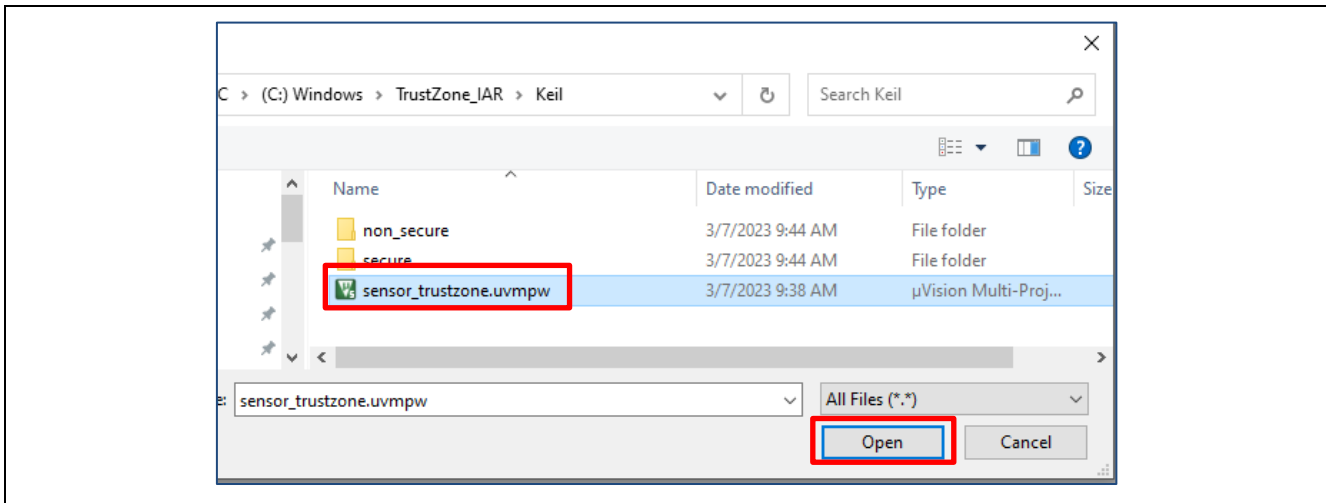 C > (C:) Windows > TrustZone_IAR > Keil
Search Keil
Name Date modified Type Size
non_secure 3/7/2023 9:44 AM File folder
secure 3/7/2023 9:44 AM File folder
sensor_trustzone.uvmpw 3/7/2023 9:38 AM µVision Multi-Proj...
e: sensor_trustzone.uvmpw All Files (*.*)
Open Cancel